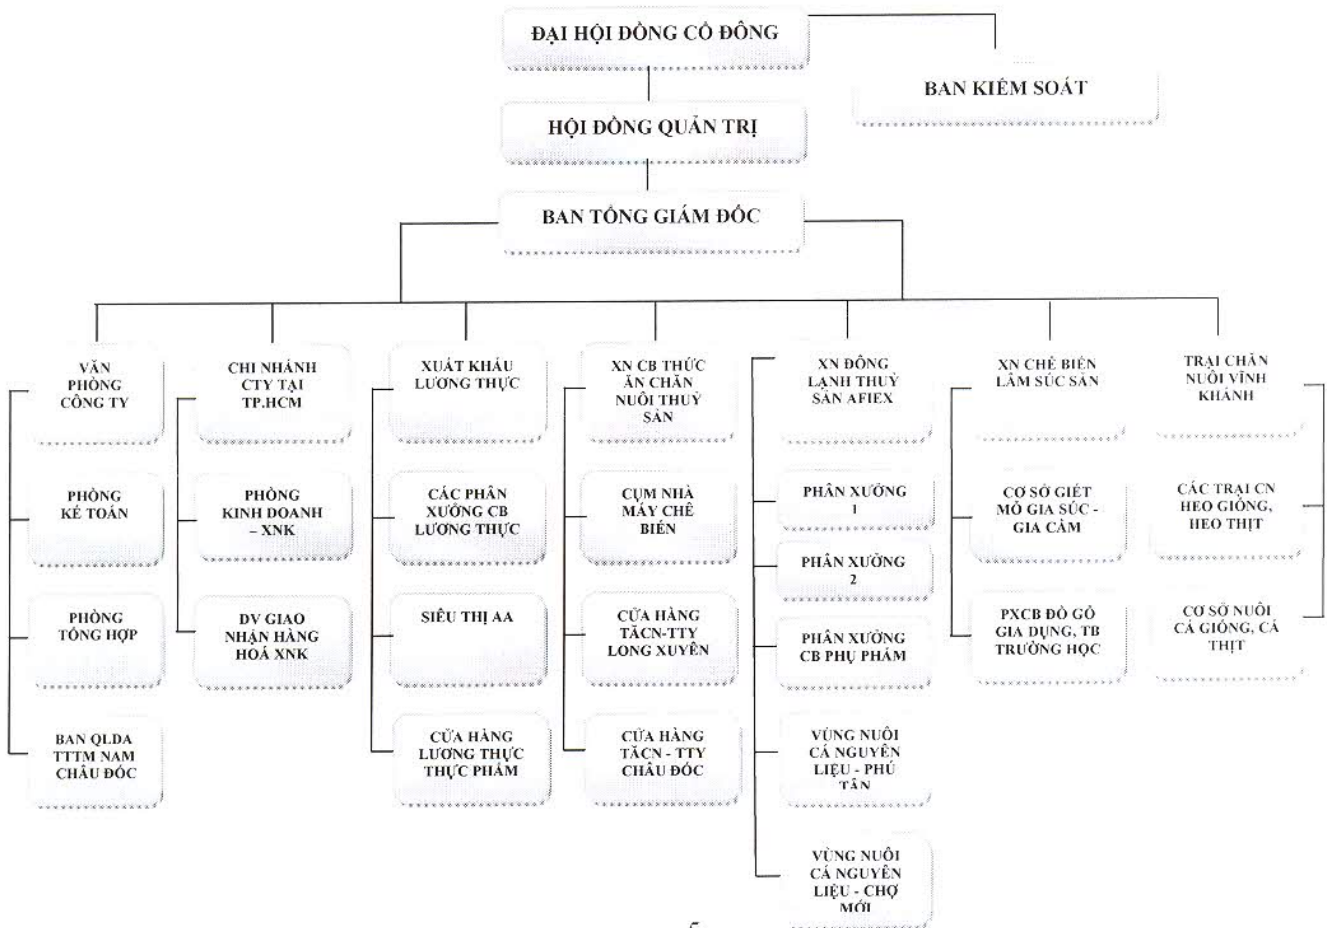 ĐẠI HỘI ĐỒNG CỔ ĐÔNG
BAN KIỂM SOÁT
HỘI ĐỒNG QUẢN TRỊ
BAN TỔNG GIÁM ĐỐC
VĂN
PHÒNG
CÔNG TY
PHÒNG
KẾ TOÁN
PHÒNG
TỔNG HỢP
BAN QLDA
TTTM NAM
CHÂU ĐỐC
CHI NHÁNH
CTY TẠI
TP.HCM
PHÒNG
KINH DOANH
– XNK
DV GIAO
NHẬN HÀNG
HOÁ XNK
XUẤT KHẨU
LƯƠNG THỰC
CÁC PHÂN
XƯỞNG CB
LƯƠNG THỰC
SIÊU THỊ AA
CỬA HÀNG
LƯƠNG THỰC
THỰC PHẨM
XN CB THỨC
ĂN CHĂN
NUÔI THUỶ
SẢN
CỤM NHÀ
MÁY CHẾ
BIẾN
CỬA HÀNG
TĂCN-TTY
LONG XUYÊN
CỬA HÀNG
TĂCN - TTY
CHÂU ĐỐC
XN ĐÔNG
LẠNH THUỶ
SẢN AFIEX
PHÂN XƯỞNG
1
PHÂN XƯỞNG
2
PHÂN XƯỞNG
CB PHỤ PHẨM
VÙNG NUÔI
CÁ NGUYÊN
LIỆU - PHÚ
TÂN
VÙNG NUÔI
CÁ NGUYÊN
LIỆU - CHỢ
MỚI
XN CHẾ BIẾN
LÂM SÚC SẢN
CƠ SỞ GIẾT
MỔ GIA SÚC -
GIA CẦM
PXCB ĐỒ GỖ
GIA DỤNG, TB
TRƯỜNG HỌC
TRẠI CHĂN
NUÔI VĨNH
KHÁNH
CÁC TRẠI CN
HEO GIỐNG,
HEO THỊT
CƠ SỞ NUÔI
CÁ GIỐNG, CÁ
THỊT